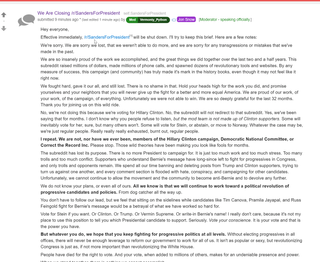 We Are Closing /r/SandersForPresident
Hey everyone,
Effective immediately, /r/SandersForPresident will be shut down. I'll try to keep this brief. Here are a few notes:
We're sorry. We are sorry we lost, that we weren't able to do more, and we are sorry for any transgressions or mistakes that we've
made in the past.
We are so insanely proud of the work we accomplished, and the great things we did together over the last two and a half years. This
subreddit raised millions of dollars, made millions of phone calls, and spawned dozens of revolutionary tools and websites. By any
measure of success, this campaign (and community) has truly made its mark in the history books, even though it may not feel like it
right now.
We fought hard, gave it our all, and still lost. There is no shame in that. Hold your heads high for the work you did, and promise
yourselves and your neighbors that you will never give up the fight for a better and more equal America. We are proud of our work, of
your work, of the campaign, of everything. Unfortunately we were not able to win. We are so deeply grateful for the last 32 months.
Thank you for joining us on this wild ride.
No, we're not doing this because we're voting for Hillary Clinton. No, the subreddit will not redirect to that subreddit. Yes, we've been
hearing that for months, I don't know why you people refuse to listen, but the mod team is not made up of Clinton supporters. Some will
inevitably vote for her, sure, but many others won't. Some will vote for Stein, or abstain, or move to Norway. Whatever the case may be,
we're just regular people. Really really really exhausted, burnt out, regular people.
I repeat, We are not, nor have we ever been, members of the Hillary Clinton campaign, Democratic National Committee, or
Correct the Record Inc. Please stop. Those wild theories have been making you look like fools for months.
The subreddit has lost its purpose. There is no more President to campaign for. It is just too much work and too much stress. Too many
trolls and too much conflict. Supporters who understand Bernie's message have long since left to fight for progressives in Congress,
and only trolls and opponents remain. We spend all our time banning and deleting posts from Trump and Clinton supporters, trying to
turn us against one another, and every comment section is flooded with hate, conspiracy, and campaigning for other candidates.
Unfortunately, we cannot continue to allow the movement and the community to become anti-Bernie and to devolve any further.
We do not know your plans, or even all of ours. All we know is that we will continue to work toward a political revolution of
progressive candidates and policies. From dog catcher all the way up.
You don't have to follow our lead, but we feel that sitting on the sidelines while candidates like Tim Canova, Pramila Jayapal, and Russ
Feingold fight for Bernie's message would be a betrayal of what we have worked so hard for.
Vote for Stein if you want. Or Clinton. Or Trump. Or Vermin Supreme. Or write-in Bernie's name! I really don't care, because it's not my
place to use this position to tell you which Presidential candidate to support. Seriously. Vote your conscience. It is your vote and that is
the power you have.
But whatever you do, we hope that you keep fighting for progressive politics at all levels. Without electing progressives in all
offices, there will never be enough leverage to reform our government to work for all of us. It isn't as popular or sexy, but revolutionizing
Congress is just as, if not more important than revolutionizing the White House.
People have died for the right to vote. And your vote, when added to millions of others, makes for an undeniable presence and power.